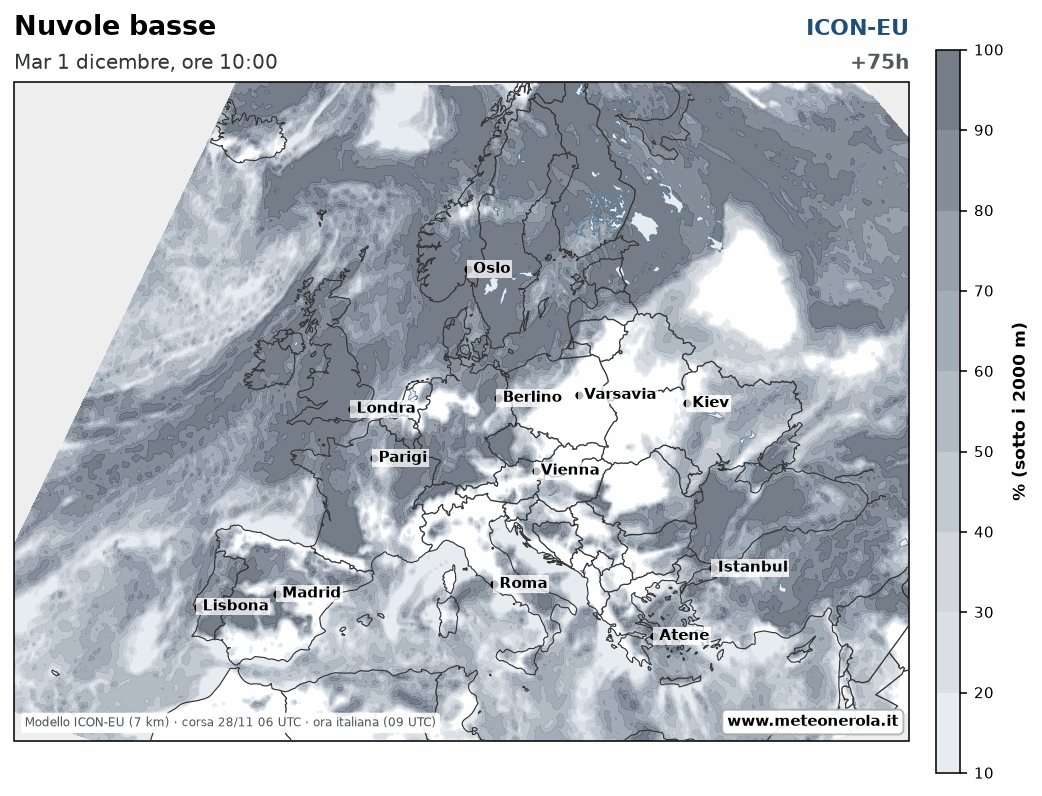 Nuvole basse
ICON-EU
Mar 1 dicembre, ore 10:00
+75h
100
90
80
70
60
50
40
30
20
10
% (sotto i 2000 m)
Oslo
Berlino
Varsavia
Kiev
Londra
Parigi
Vienna
Istanbul
Roma
Madrid
Lisbona
Atene
Modello ICON-EU (7 km) · corsa 28/11 06 UTC · ora italiana (09 UTC)
www.meteonerola.it